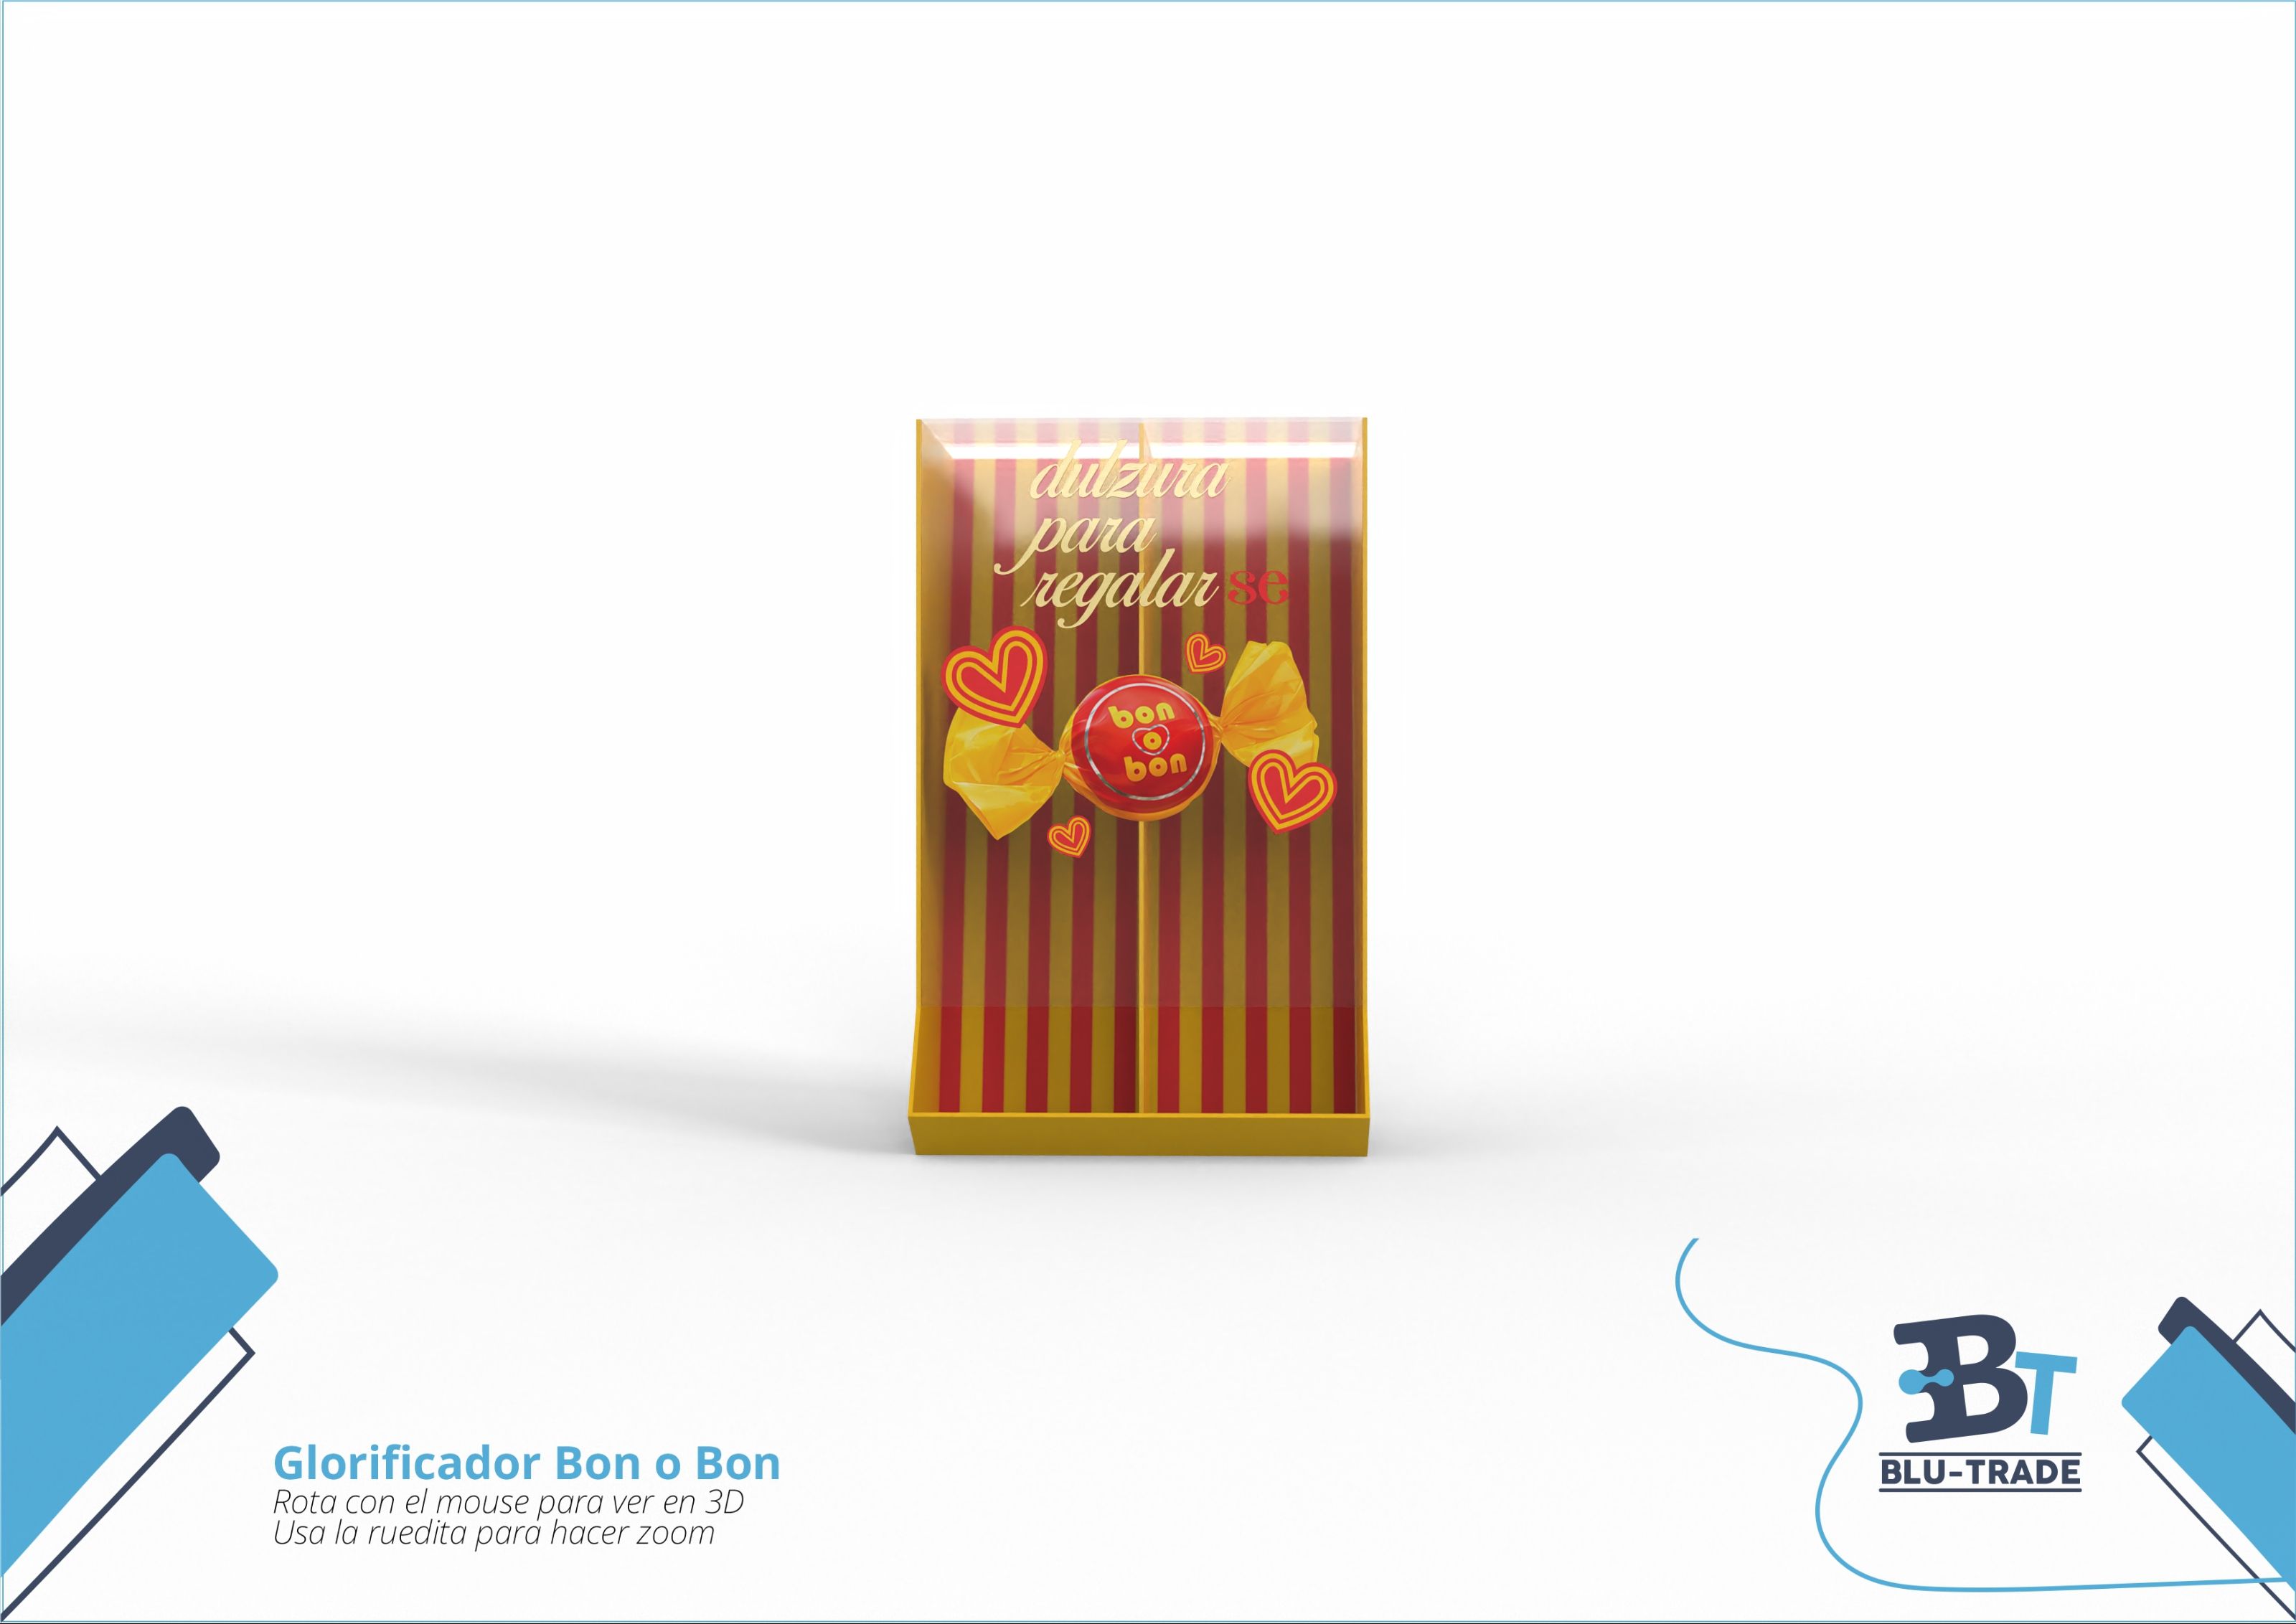 dulzura
para
regalar se
bon
o
bon
Glorificador Bon o Bon
Rota con el mouse para ver en 3D
Usa la ruedita para hacer zoom
BT
BLU-TRADE